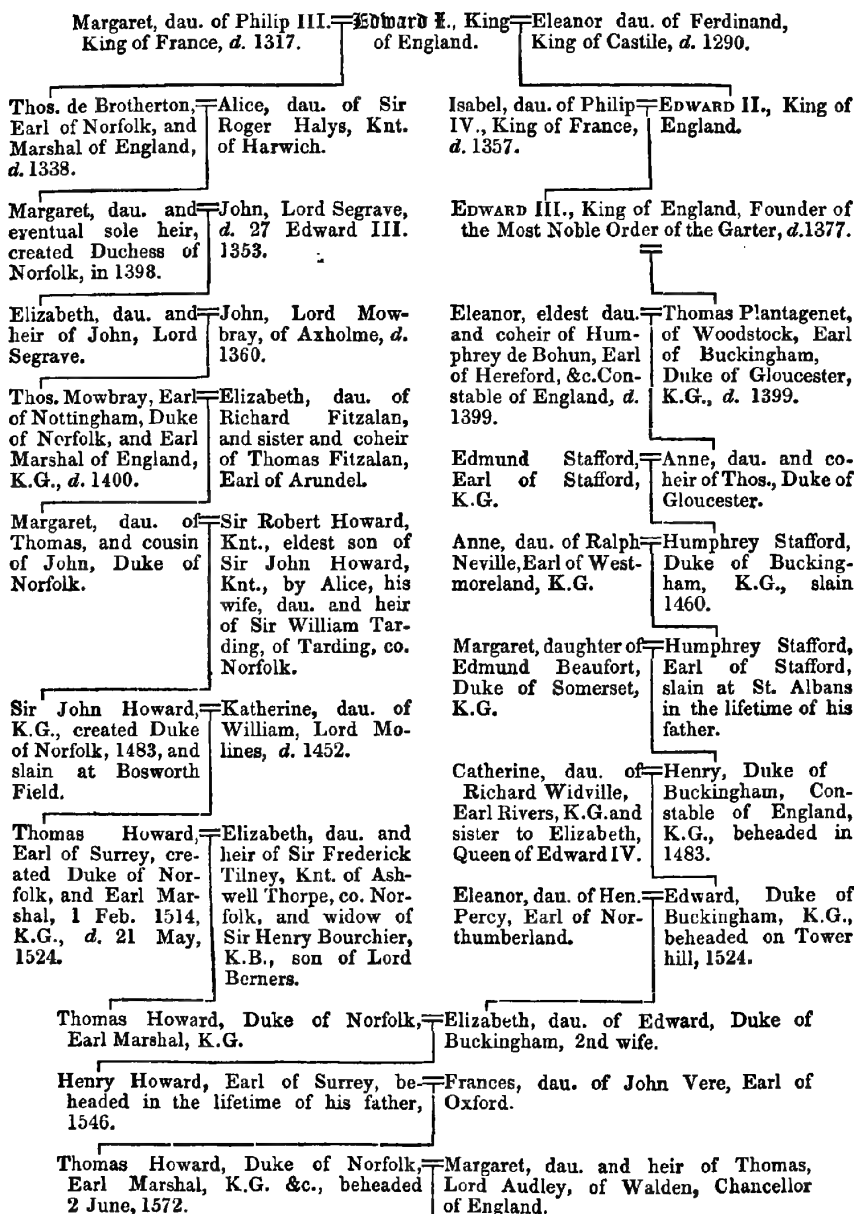 Margaret, dau. of Philip III. King of France, d. 1317.
Edward I., King of England.
Eleanor dau. of Ferdinand, King of Castile, d. 1290.
Thos. de Brotherton,
Earl of Norfolk, and
Marshal of England,
d. 1338.
Alice, dau. of Sir
Roger Halys, Knt.
of Harwich.
Isabel, dau. of Philip
IV., King of France,
d. 1357.
EDWARD II., King of
England.
Margaret, dau. and
eventual sole heir,
created Duchess of
Norfolk, in 1398.
John, Lord Segrave,
d. 27 Edward III.
1353.
EDWARD III., King of England, Founder of
the Most Noble Order of the Garter, d.1377.
Elizabeth, dau. and
heir of John, Lord
Segrave.
John, Lord Mow-
bray, of Axholme, d.
1360.
Eleanor, eldest dau.
and coheir of Hum-
phrey de Bohun, Earl
of Hereford, &c.Con-
stable of England, d.
1399.
Thomas Plantagenet,
of Woodstock, Earl
of Buckingham,
Duke of Gloucester,
K.G., d. 1399.
Thos. Mowbray, Earl
of Nottingham, Duke
of Norfolk, and Earl
Marshal of England,
K.G., d. 1400.
Elizabeth, dau. of
Richard Fitzalan,
and sister and coheir
of Thomas Fitzalan,
Earl of Arundel.
Edmund Stafford,
Earl of Stafford,
K.G.
Anne, dau. and co-
heir of Thos., Duke of
Gloucester.
Margaret, dau. of
Thomas, and cousin
of John, Duke of
Norfolk.
Sir Robert Howard,
Knt., eldest son of
Sir John Howard,
Knt., by Alice, his
wife, dau. and heir
of Sir William Tar-
ding, of Tarding, co.
Norfolk.
Anne, dau. of Ralph
Neville,Earl of West-
moreland, K.G.
Humphrey Stafford,
Duke of Bucking-
ham, K.G., slain
1460.
Margaret, daughter of
Edmund Beaufort,
Duke of Somerset,
K.G.
Humphrey Stafford,
Earl of Stafford,
slain at St. Albans
in the lifetime of his
father.
Sir John Howard,
K.G., created Duke
of Norfolk, 1483, and
slain at Bosworth
Field.
Katherine, dau. of
William, Lord Mo-
lines, d. 1452.
Catherine, dau. of
Richard Widville,
Earl Rivers, K.G.and
sister to Elizabeth,
Queen of Edward IV.
Henry, Duke of
Buckingham, Con-
stable of England,
K.G., beheaded in
1483.
Thomas Howard,
Earl of Surrey, cre-
ated Duke of Nor-
folk, and Earl Mar-
shal, 1 Feb. 1514,
K.G., d. 21 May,
1524.
Elizabeth, dau. and
heir of Sir Frederick
Tilney, Knt. of Ash-
well Thorpe, co. Nor-
folk, and widow of
Sir Henry Bourchier,
K.B., son of Lord
Berners.
Eleanor, dau. of Hen.
Percy, Earl of Nor-
thumberland.
Edward, Duke of
Buckingham, K.G.,
beheaded on Tower
hill, 1524.
Thomas Howard, Duke of Norfolk,
Earl Marshal, K.G.
Elizabeth, dau. of Edward, Duke of
Buckingham, 2nd wife.
Henry Howard, Earl of Surrey, be-
headed in the lifetime of his father,
1546.
Frances, dau. of John Vere, Earl of
Oxford.
Thomas Howard, Duke of Norfolk,
Earl Marshal, K.G. &c., beheaded
2 June, 1572.
Margaret, dau. and heir of Thomas,
Lord Audley, of Walden, Chancellor
of England.